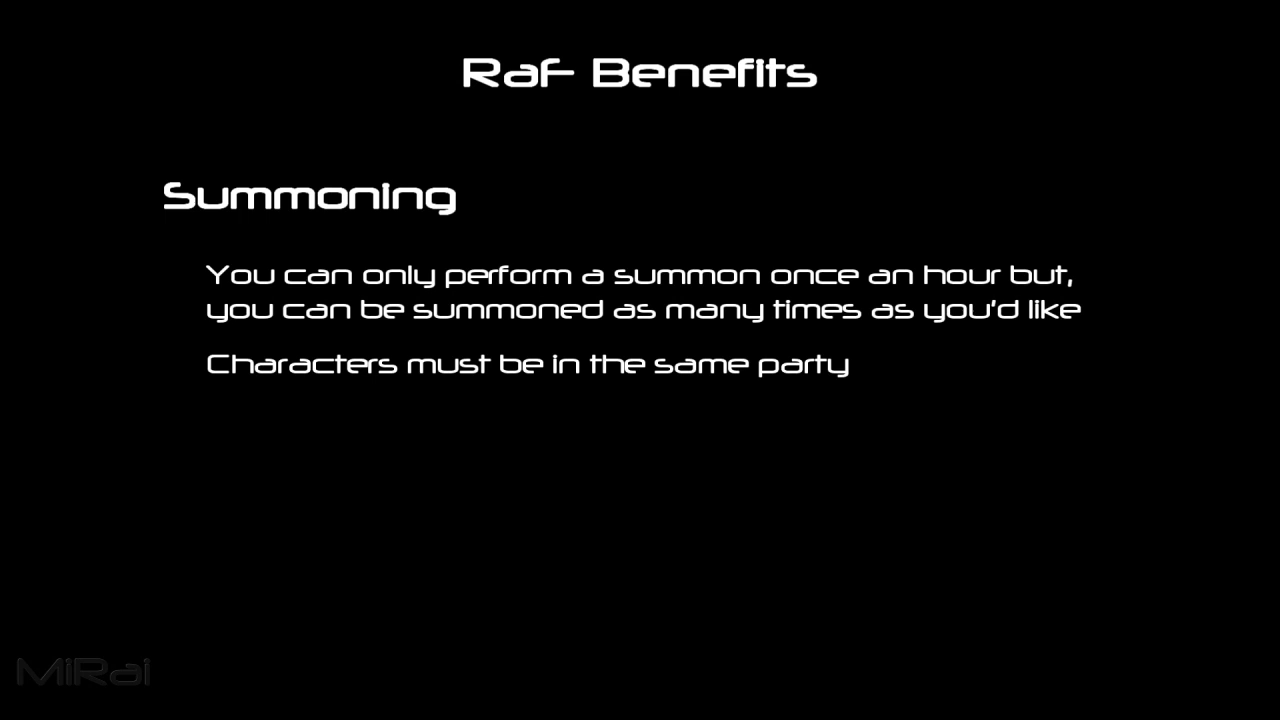 Raf Benefits
Summoning
You can only perform a summon once an hour but,
you can be summoned as many times as you'd like
Characters must be in the same party
MiRai